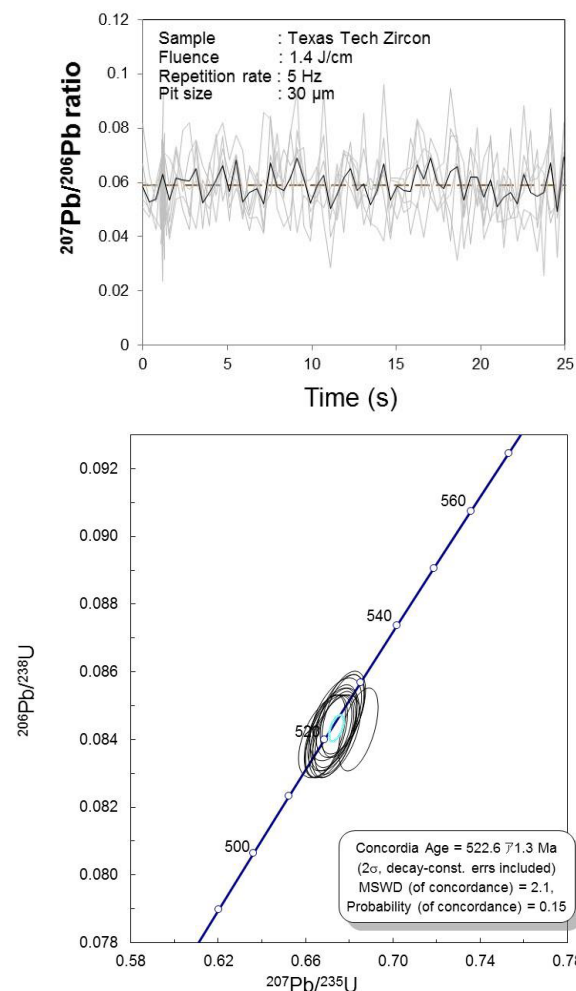 0.12
Sample : Texas Tech Zircon
Fluence : 1.4 J/cm
Repetition rate : 5 Hz
Pit size : 30 µm
0.1
0.08
0.06
0.04
0.02
0
²⁰⁷Pb/²⁰⁶Pb ratio
0 5 10 15 20 25
Time (s)
0.092
0.090
0.088
0.086
0.084
0.082
0.080
0.078
²⁰⁶Pb/²³⁸U
560
540
520
500
Concordia Age = 522.6 ⍑1.3 Ma
(2σ, decay-const. errs included)
MSWD (of concordance) = 2.1,
Probability (of concordance) = 0.15
0.58 0.62 0.66 0.70 0.74 0.78
²⁰⁷Pb/²³⁵U